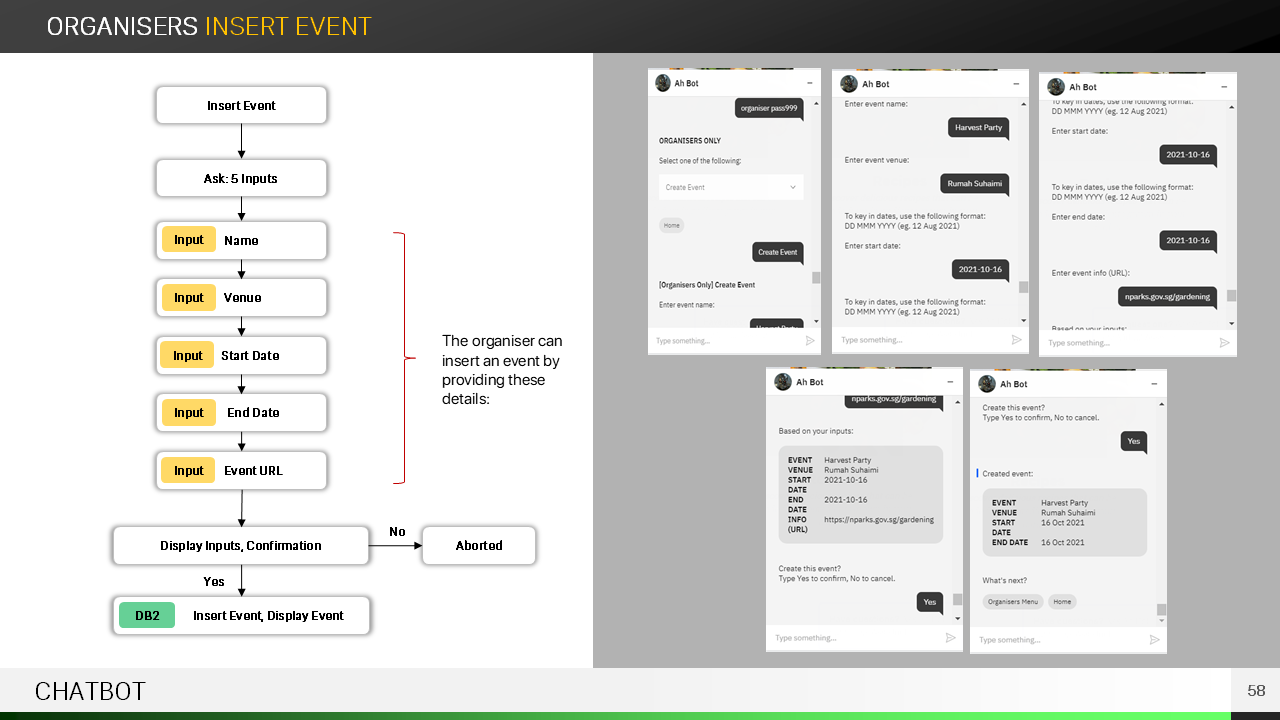 ORGANISERS INSERT EVENT
Insert Event
Ask: 5 Inputs
Input Name
Input Venue
Input Start Date
Input End Date
Input Event URL
Display Inputs, Confirmation
No
Aborted
Yes
DB2 Insert Event, Display Event
The organiser can
insert an event by
providing these
details:
Ah Bot
organiser pass999
ORGANISERS ONLY
Select one of the following:
Create Event
Home
Create Event
[Organisers Only] Create Event
Enter event name:
Harvest Party
Type something...
Ah Bot
Enter event name:
Harvest Party
Enter event venue:
Rumah Suhaimi
To key in dates, use the following format:
DD MMM YYYY (eg. 12 Aug 2021)
Enter start date:
2021-10-16
To key in dates, use the following format:
DD MMM YYYY (eg. 12 Aug 2021)
Type something...
Ah Bot
To key in dates, use the following format:
DD MMM YYYY (eg. 12 Aug 2021)
Enter start date:
2021-10-16
To key in dates, use the following format:
DD MMM YYYY (eg. 12 Aug 2021)
Enter end date:
2021-10-16
Enter event info (URL):
nparks.gov.sg/gardening
Based on your inputs:
Type something...
Ah Bot
nparks.gov.sg/gardening
Based on your inputs:
EVENT Harvest Party
VENUE Rumah Suhaimi
START 2021-10-16
DATE
END 2021-10-16
DATE
INFO https://nparks.gov.sg/gardening
(URL)
Create this event?
Type Yes to confirm, No to cancel.
Yes
Type something...
Ah Bot
Create this event?
Type Yes to confirm, No to cancel.
Yes
Created event:
EVENT Harvest Party
VENUE Rumah Suhaimi
START 16 Oct 2021
DATE
END DATE 16 Oct 2021
What's next?
Organisers Menu Home
Type something...
CHATBOT
58